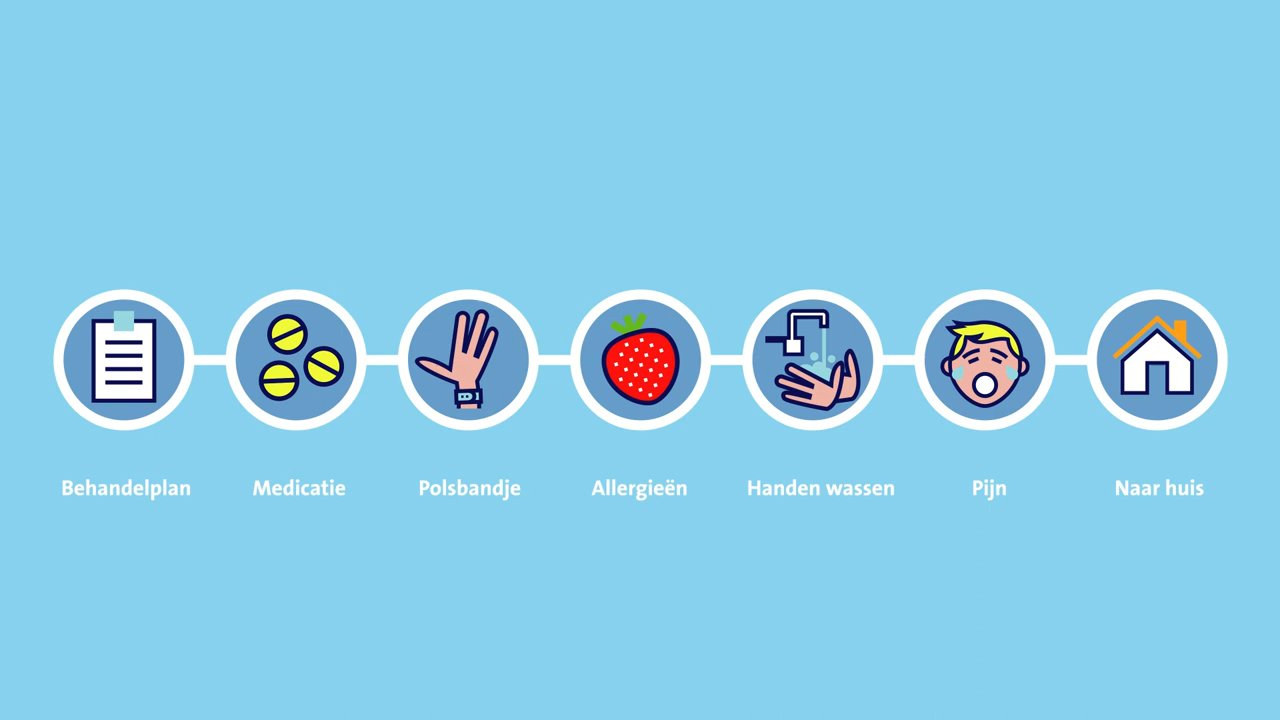 Behandelplan
Medicatie
Polsbandje
Allergieën
Handen wassen
Pijn
Naar huis